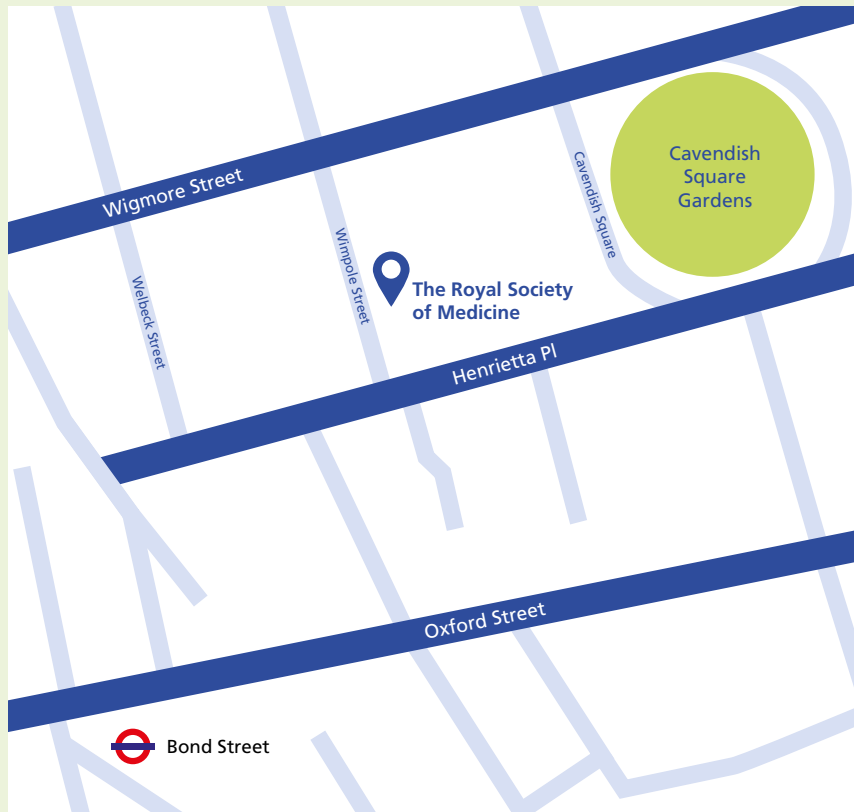 Wigmore Street
Cavendish
Square
Gardens
Cavendish Square
Wimpole Street
Welbeck Street
The Royal Society
of Medicine
Henrietta Pl
Oxford Street
Bond Street